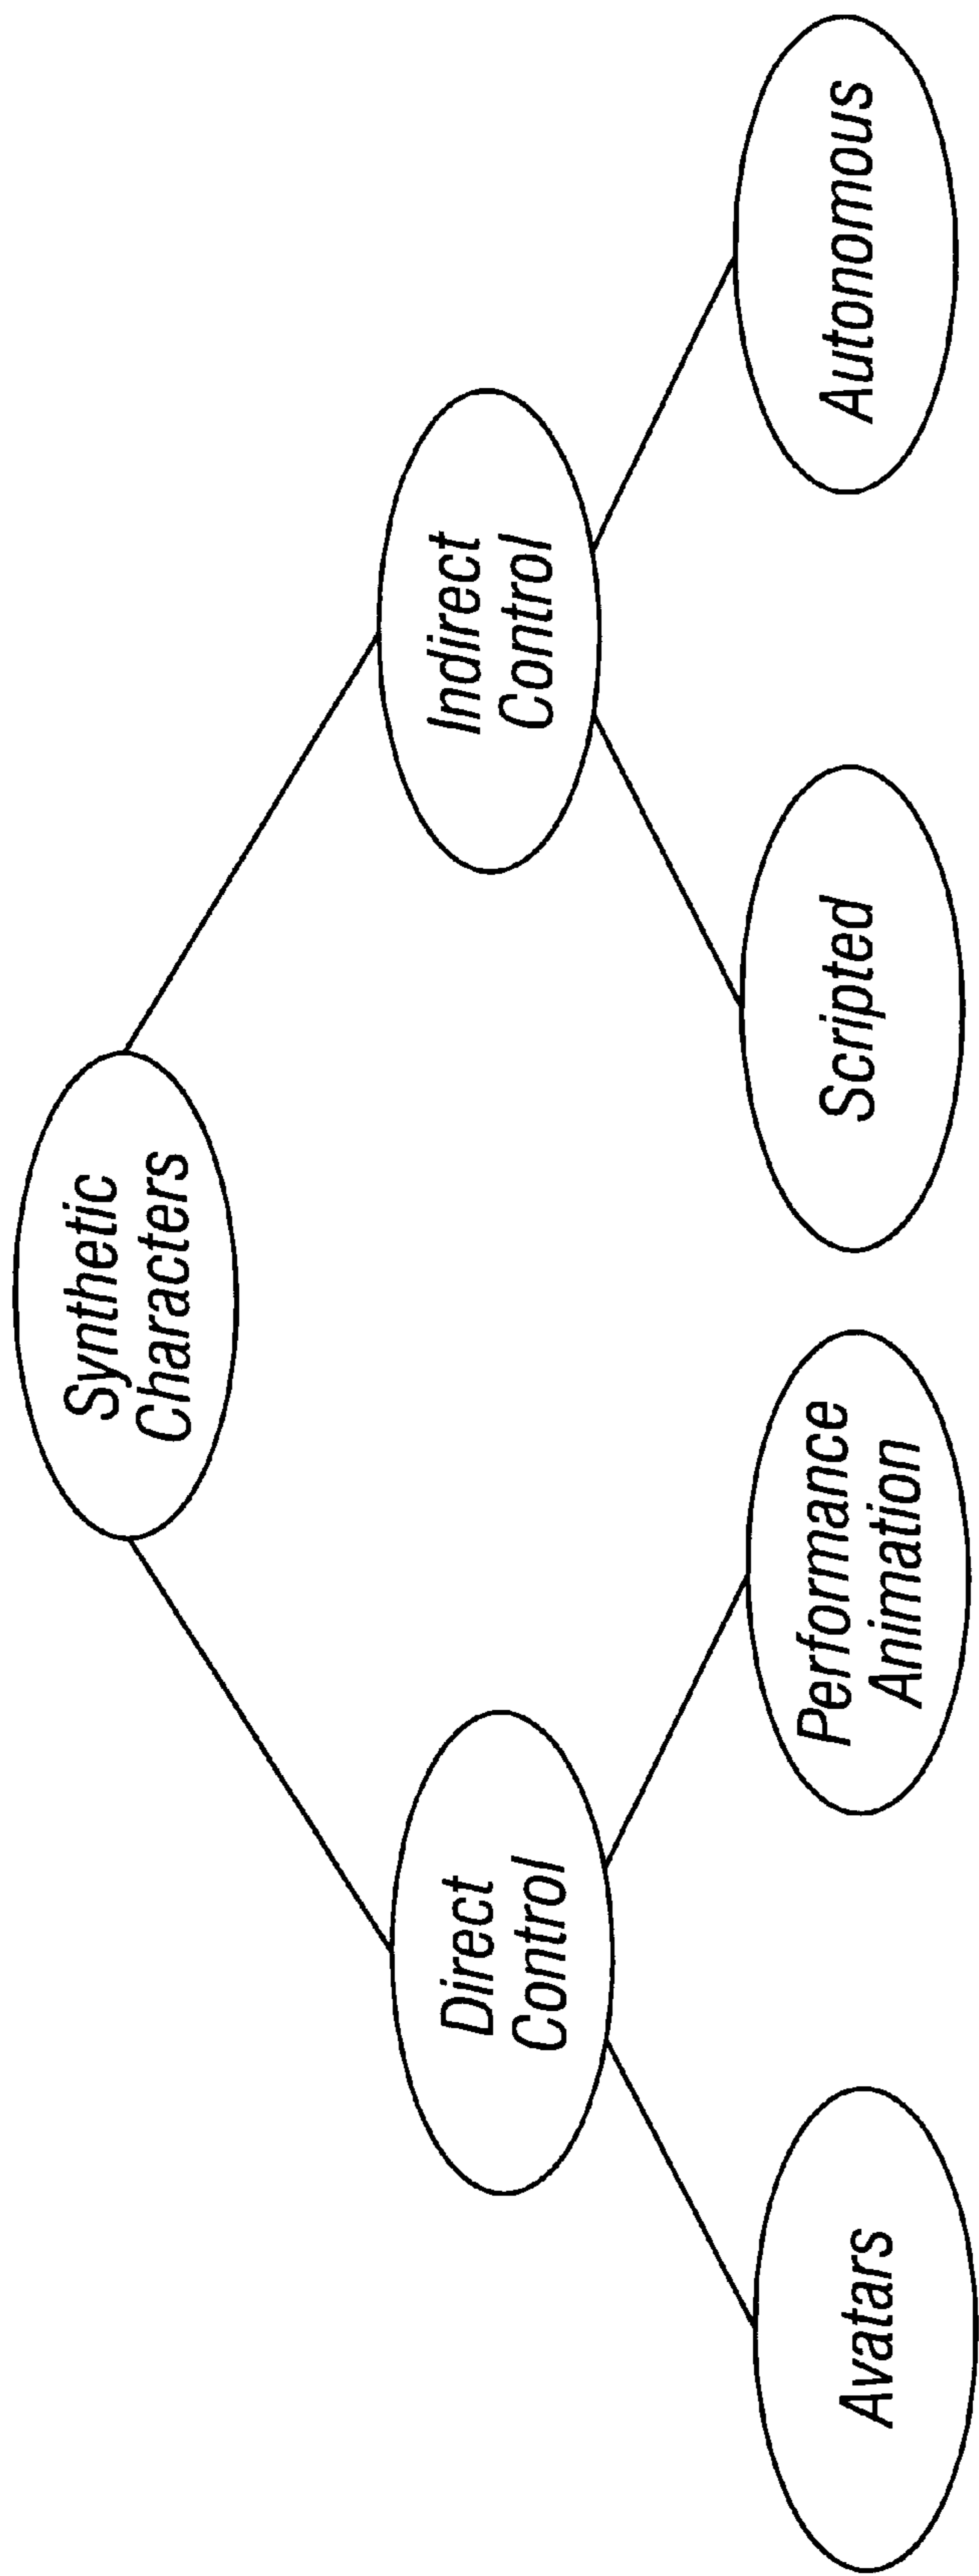 Synthetic
Characters
Direct
Control
Indirect
Control
Avatars
Performance
Animation
Scripted
Autonomous